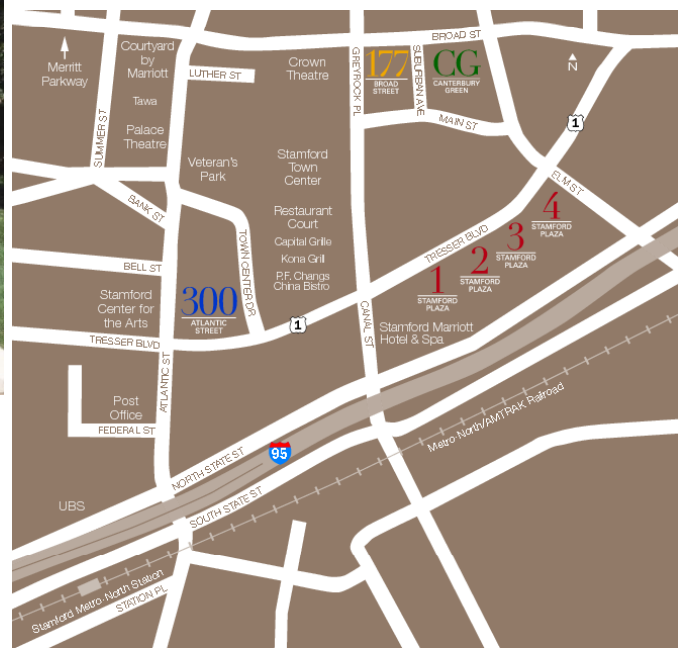 BROAD ST
Merritt
Parkway
Courtyard
by
Marriott
Tawa
Palace
Theatre
SUMMER ST
LUTHER ST
Crown
Theatre
GREYROCK PL
177
BROAD
STREET
SUBURBAN AVE
CG
CANTERBURY
GREEN
N
MAIN ST
1
ELM ST
Veteran's
Park
Stamford
Town
Center
Restaurant
Court
Capital Grille
Kona Grill
P.F. Changs
China Bistro
BANK ST
TOWN CENTER DR
BELL ST
TRESSER BLVD
4
STAMFORD
PLAZA
3
STAMFORD
PLAZA
2
STAMFORD
PLAZA
1
STAMFORD
PLAZA
Stamford
Center for
the Arts
300
ATLANTIC
STREET
1
CANAL ST
Stamford Marriott
Hotel & Spa
TRESSER BLVD
ATLANTIC ST
Post
Office
FEDERAL ST
Metro-North/AMTRAK Railroad
95
NORTH STATE ST
SOUTH STATE ST
UBS
Stamford Metro-North Station
STATION PL